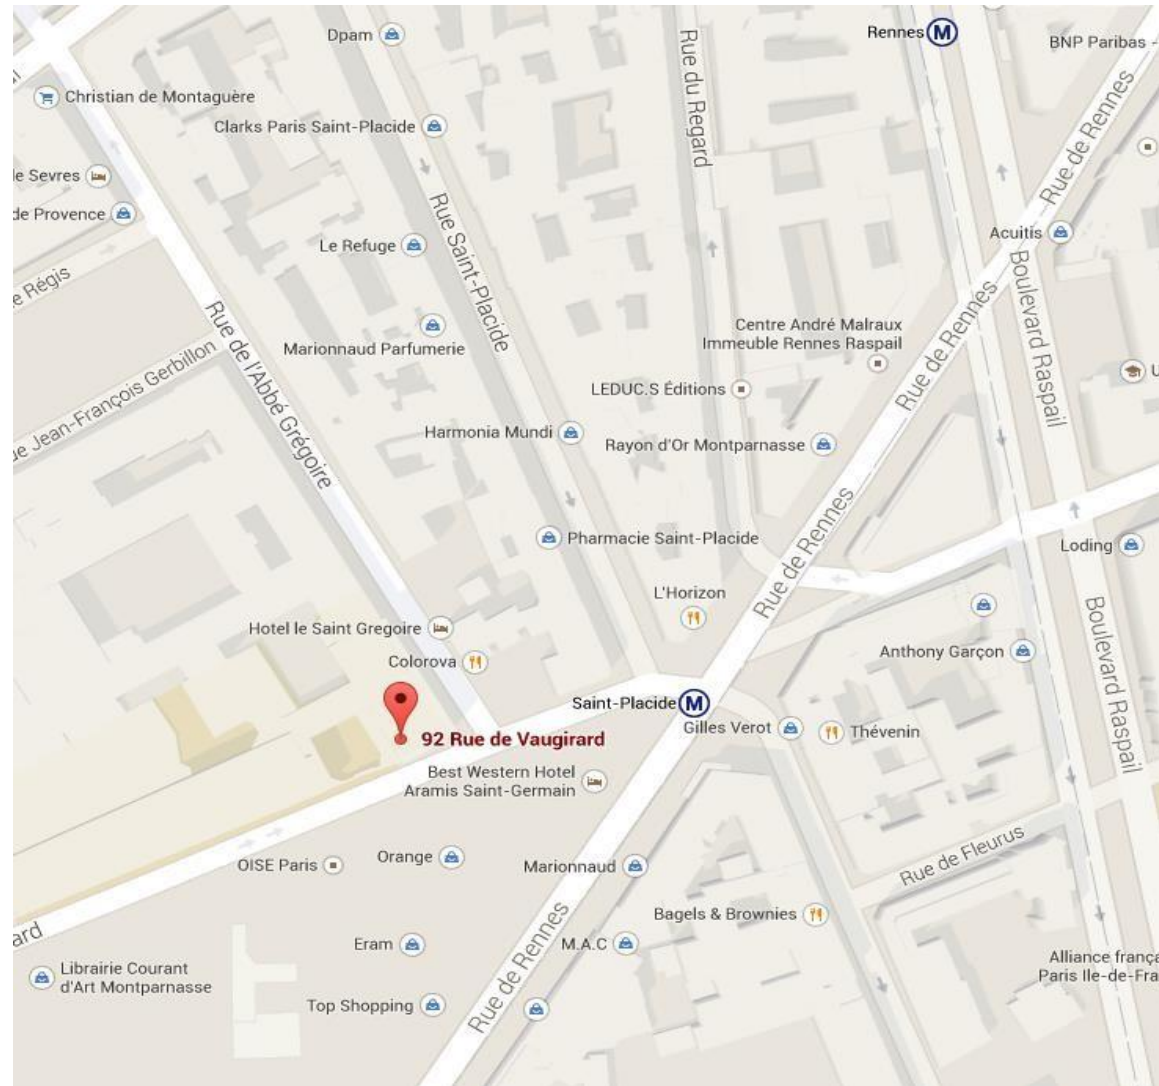 Dpam
Rennes
M
BNP Paribas -
Christian de Montaguère
Clarks Paris Saint-Placide
Rue du Regard
Rue de Rennes
e Sevres
de Provence
Rue Saint-Placide
Le Refuge
Acuitis
e Régis
Boulevard Raspail
Rue de l'Abbé Grégoire
Marionnaud Parfumerie
Centre André Malraux
Immeuble Rennes Raspail
Rue de Rennes
ue Jean-François Gerbillon
LEDUC.S Éditions
U
Harmonia Mundi
Rayon d'Or Montparnasse
Pharmacie Saint-Placide
Rue de Rennes
Loding
L'Horizon
Hotel le Saint Gregoire
Colorova
Anthony Garçon
Boulevard Raspail
Saint-Placide
M
Gilles Verot
Thévenin
92 Rue de Vaugirard
Best Western Hotel
Aramis Saint-Germain
OISE Paris
Orange
Marionnaud
Rue de Fleurus
Bagels & Brownies
ard
Eram
M.A.C
Rue de Rennes
Librairie Courant
d'Art Montparnasse
Top Shopping
Alliance frança
Paris Ile-de-Fra